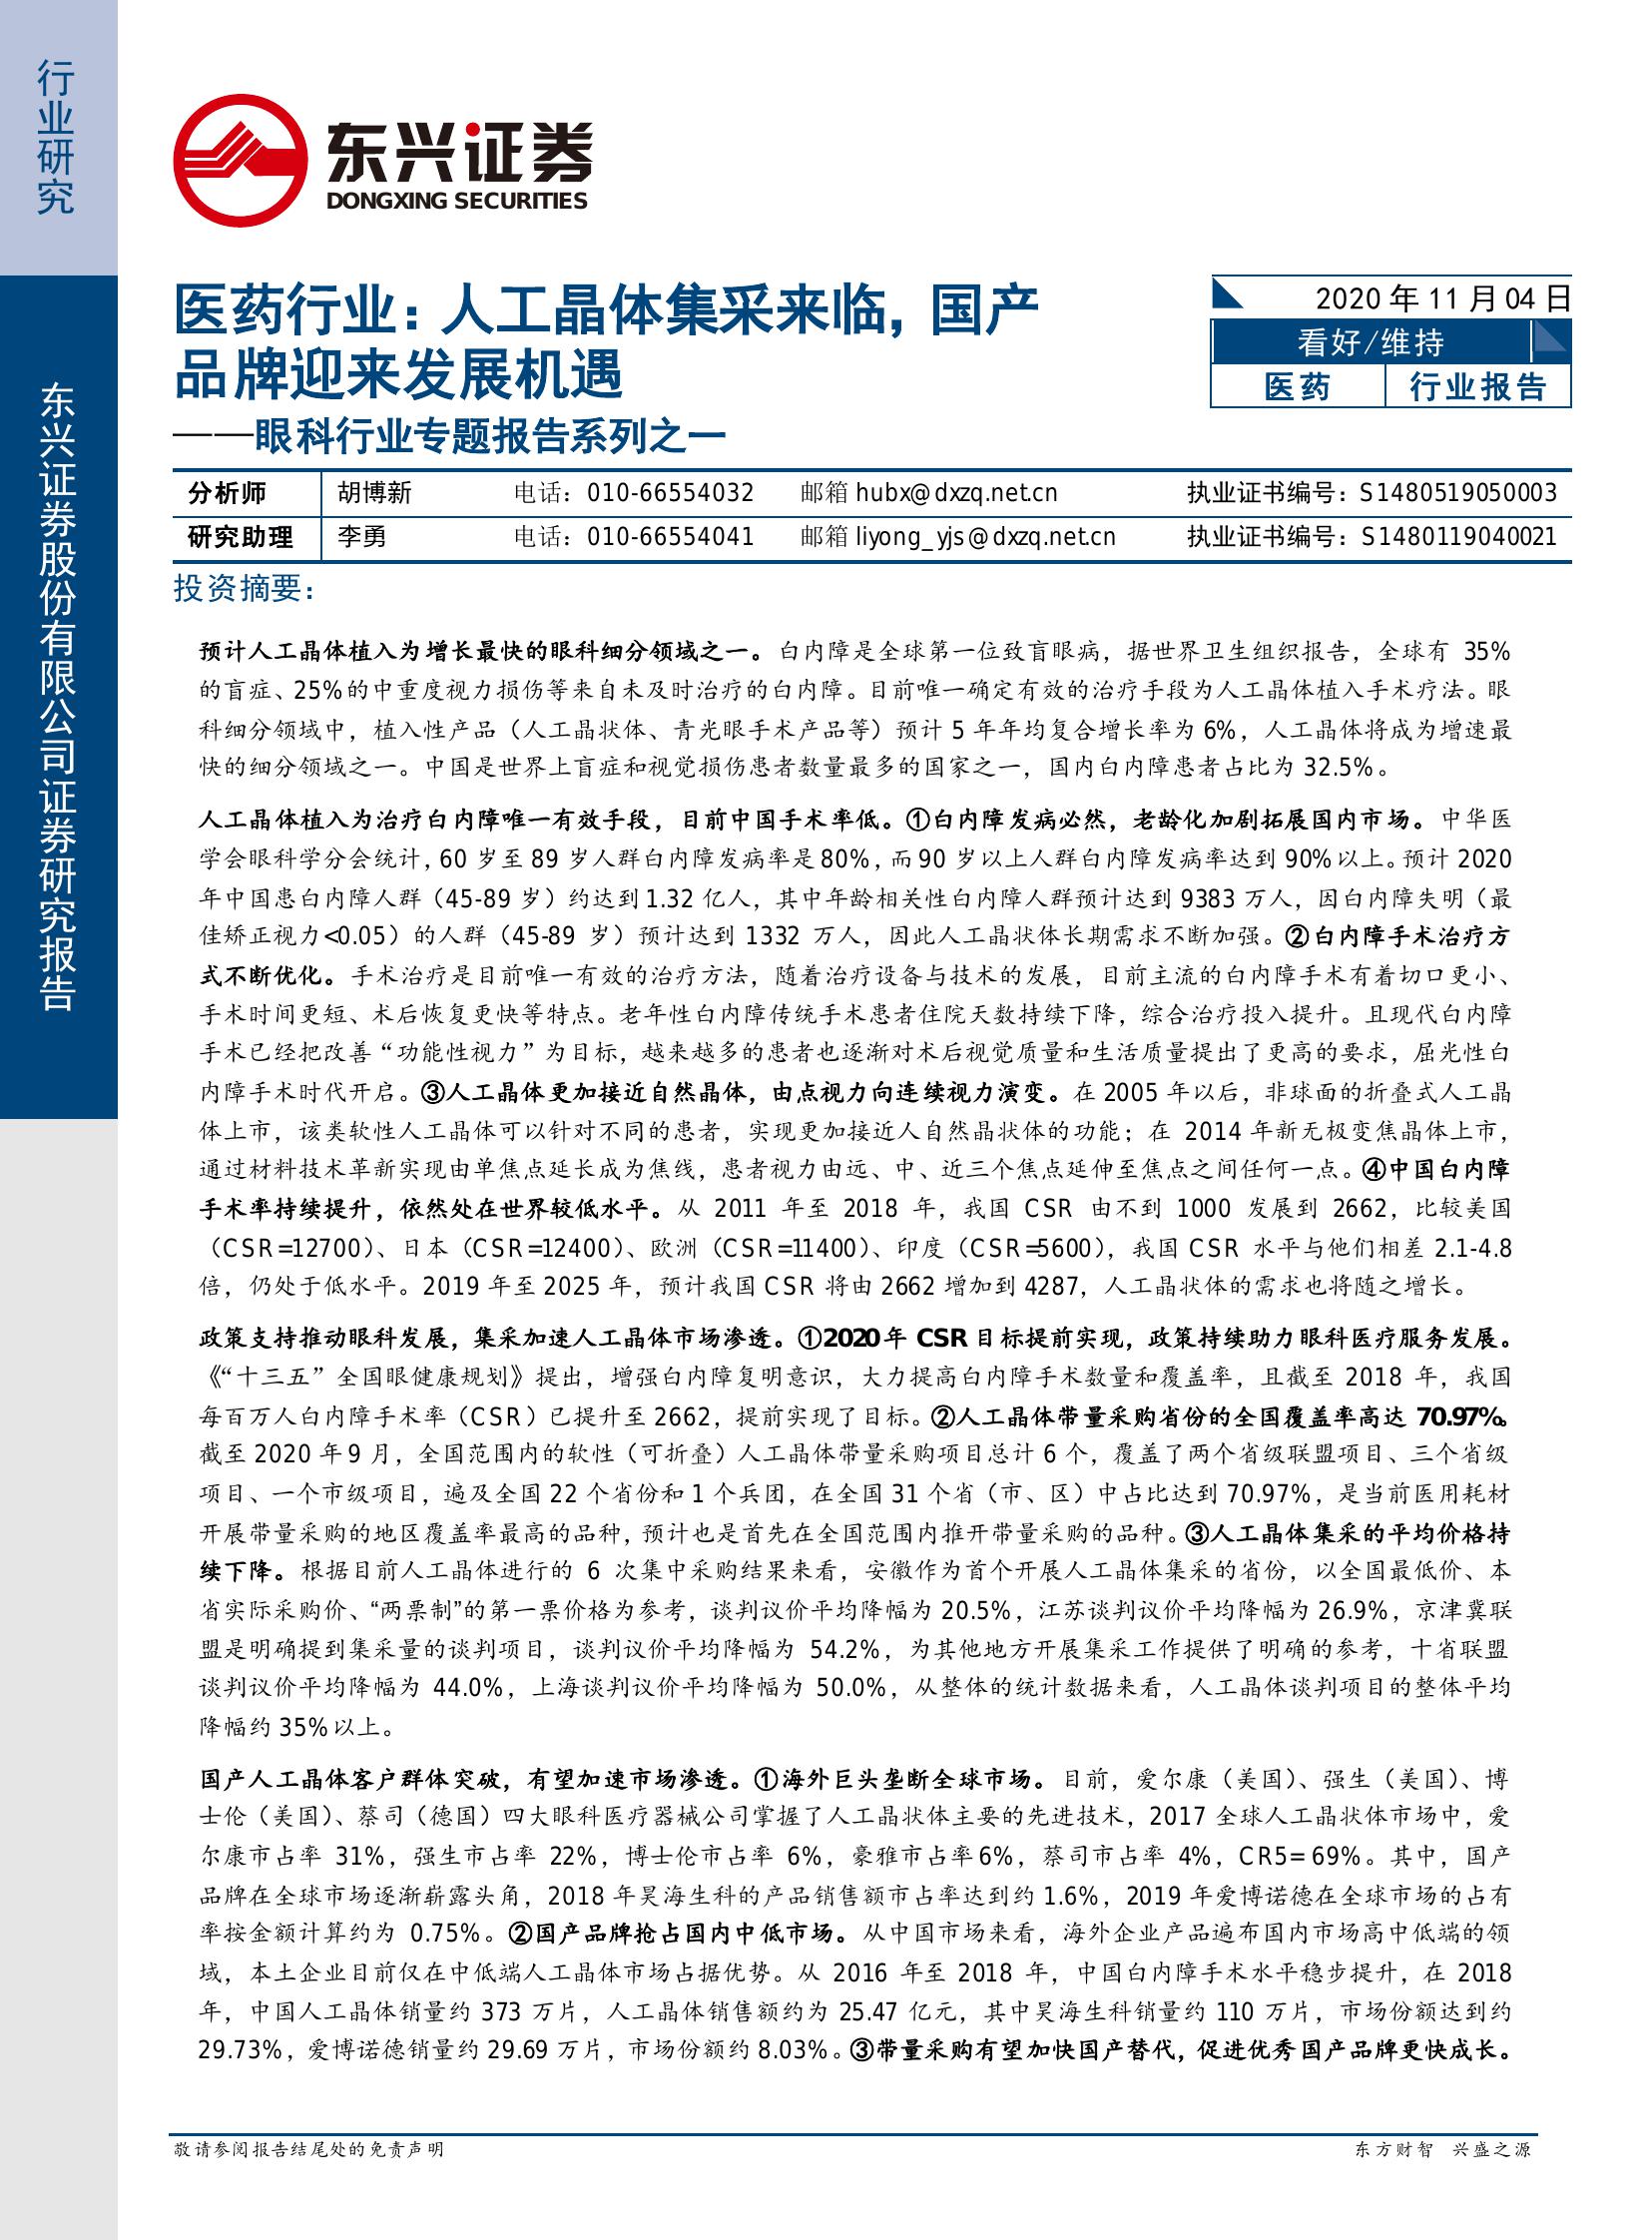 行业研究
东兴证券股份有限公司证券研究报告
东兴证券
DONGXING SECURITIES
医药行业：人工晶体集采来临，国产
品牌迎来发展机遇
——眼科行业专题报告系列之一
2020 年 11 月 04 日
看好/维持
医药 行业报告
分析师 胡博新 电话：010-66554032 邮箱 hubx@dxzq.net.cn 执业证书编号：S1480519050003
研究助理 李勇 电话：010-66554041 邮箱 liyong_yjs@dxzq.net.cn 执业证书编号：S1480119040021
投资摘要：
预计人工晶体植入为增长最快的眼科细分领域之一。白内障是全球第一位致盲眼病，据世界卫生组织报告，全球有 35%
的盲症、25%的中重度视力损伤等来自未及时治疗的白内障。目前唯一确定有效的治疗手段为人工晶体植入手术疗法。眼
科细分领域中，植入性产品（人工晶状体、青光眼手术产品等）预计 5 年年均复合增长率为 6%，人工晶体将成为增速最
快的细分领域之一。中国是世界上盲症和视觉损伤患者数量最多的国家之一，国内白内障患者占比为 32.5%。
人工晶体植入为治疗白内障唯一有效手段，目前中国手术率低。①白内障发病必然，老龄化加剧拓展国内市场。中华医
学会眼科学分会统计，60 岁至 89 岁人群白内障发病率是 80%，而 90 岁以上人群白内障发病率达到 90%以上。预计 2020
年中国患白内障人群（45-89 岁）约达到 1.32 亿人，其中年龄相关性白内障人群预计达到 9383 万人，因白内障失明（最
佳矫正视力<0.05）的人群（45-89 岁）预计达到 1332 万人，因此人工晶状体长期需求不断加强。②白内障手术治疗方
式不断优化。手术治疗是目前唯一有效的治疗方法，随着治疗设备与技术的发展，目前主流的白内障手术有着切口更小、
手术时间更短、术后恢复更快等特点。老年性白内障传统手术患者住院天数持续下降，综合治疗投入提升。且现代白内障
手术已经把改善“功能性视力”为目标，越来越多的患者也逐渐对术后视觉质量和生活质量提出了更高的要求，屈光性白
内障手术时代开启。③人工晶体更加接近自然晶体，由点视力向连续视力演变。在 2005 年以后，非球面的折叠式人工晶
体上市，该类软性人工晶体可以针对不同的患者，实现更加接近人自然晶状体的功能；在 2014 年新无极变焦晶体上市，
通过材料技术革新实现由单焦点延长成为焦线，患者视力由远、中、近三个焦点延伸至焦点之间任何一点。④中国白内障
手术率持续提升，依然处在世界较低水平。从 2011 年至 2018 年，我国 CSR 由不到 1000 发展到 2662，比较美国
（CSR=12700）、日本（CSR=12400）、欧洲（CSR=11400）、印度（CSR=5600），我国 CSR 水平与他们相差 2.1-4.8
倍，仍处于低水平。2019 年至 2025 年，预计我国 CSR 将由 2662 增加到 4287，人工晶状体的需求也将随之增长。
政策支持推动眼科发展，集采加速人工晶体市场渗透。①2020 年 CSR 目标提前实现，政策持续助力眼科医疗服务发展。
《“十三五”全国眼健康规划》提出，增强白内障复明意识，大力提高白内障手术数量和覆盖率，且截至 2018 年，我国
每百万人白内障手术率（CSR）已提升至 2662，提前实现了目标。②人工晶体带量采购省份的全国覆盖率高达 70.97%。
截至 2020 年 9 月，全国范围内的软性（可折叠）人工晶体带量采购项目总计 6 个，覆盖了两个省级联盟项目、三个省级
项目、一个市级项目，遍及全国 22 个省份和 1 个兵团，在全国 31 个省（市、区）中占比达到 70.97%，是当前医用耗材
开展带量采购的地区覆盖率最高的品种，预计也是首先在全国范围内推开带量采购的品种。③人工晶体集采的平均价格持
续下降。根据目前人工晶体进行的 6 次集中采购结果来看，安徽作为首个开展人工晶体集采的省份，以全国最低价、本
省实际采购价、“两票制”的第一票价格为参考，谈判议价平均降幅为 20.5%，江苏谈判议价平均降幅为 26.9%，京津冀联
盟是明确提到集采量的谈判项目，谈判议价平均降幅为 54.2%，为其他地方开展集采工作提供了明确的参考，十省联盟
谈判议价平均降幅为 44.0%，上海谈判议价平均降幅为 50.0%，从整体的统计数据来看，人工晶体谈判项目的整体平均
降幅约 35%以上。
国产人工晶体客户群体突破，有望加速市场渗透。①海外巨头垄断全球市场。目前，爱尔康（美国）、强生（美国）、博
士伦（美国）、蔡司（德国）四大眼科医疗器械公司掌握了人工晶状体主要的先进技术，2017 全球人工晶状体市场中，爱
尔康市占率 31%，强生市占率 22%，博士伦市占率 6%，豪雅市占率 6%，蔡司市占率 4%，CR5=69%。其中，国产
品牌在全球市场逐渐崭露头角，2018 年昊海生科的产品销售额市占率达到约 1.6%，2019 年爱博诺德在全球市场的占有
率按金额计算约为 0.75%。②国产品牌抢占国内中低市场。从中国市场来看，海外企业产品遍布国内市场高中低端的领
域，本土企业目前仅在中低端人工晶体市场占据优势。从 2016 年至 2018 年，中国白内障手术水平稳步提升，在 2018
年，中国人工晶体销量约 373 万片，人工晶体销售额约为 25.47 亿元，其中昊海生科销量约 110 万片，市场份额达到约
29.73%，爱博诺德销量约 29.69 万片，市场份额约 8.03%。③带量采购有望加快国产替代，促进优秀国产品牌更快成长。
敬请参阅报告结尾处的免责声明 东方财智 兴盛之源